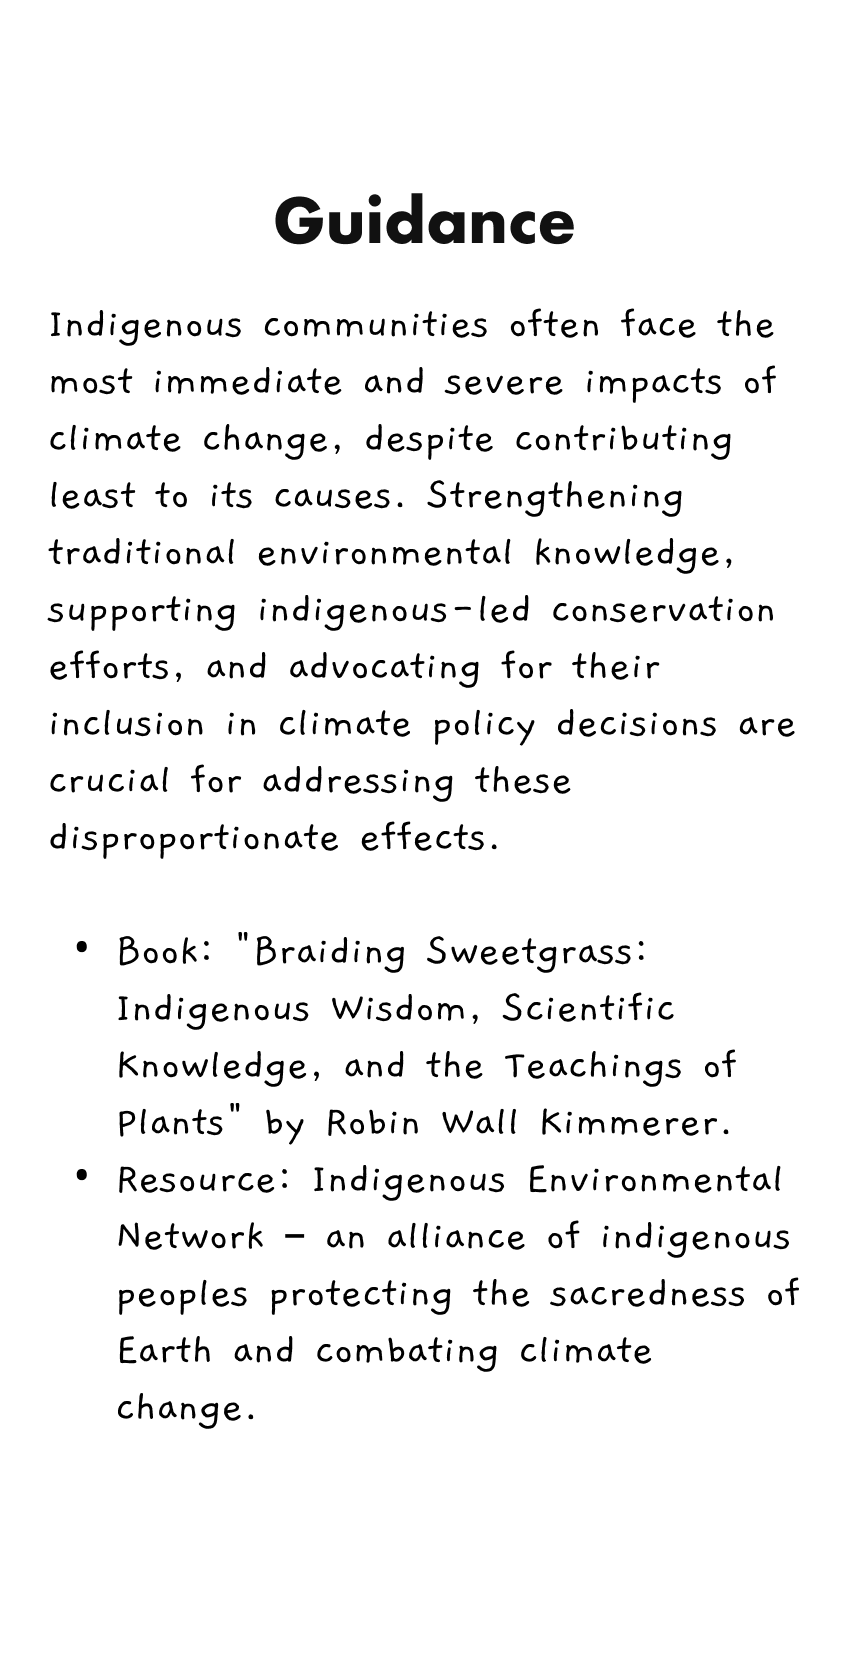 Guidance
Indigenous communities often face the
most immediate and severe impacts of
climate change, despite contributing
least to its causes. Strengthening
traditional environmental knowledge,
supporting indigenous-led conservation
efforts, and advocating for their
inclusion in climate policy decisions are
crucial for addressing these
disproportionate effects.
• Book: "Braiding Sweetgrass:
Indigenous Wisdom, Scientific
Knowledge, and the Teachings of
Plants" by Robin Wall Kimmerer.
• Resource: Indigenous Environmental
Network – an alliance of indigenous
peoples protecting the sacredness of
Earth and combating climate
change.